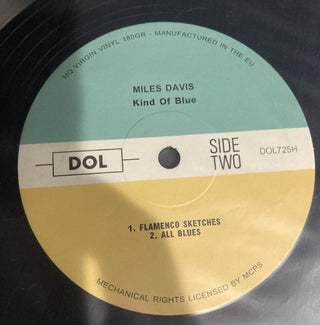 HQ VIRGIN VINYL 180GR - MANUFACTURED IN THE EU
MILES DAVIS
Kind Of Blue
DOL
SIDE
TWO
DOL725H
1. FLAMENCO SKETCHES
2. ALL BLUES
MECHANICAL RIGHTS LICENSED BY MCPS